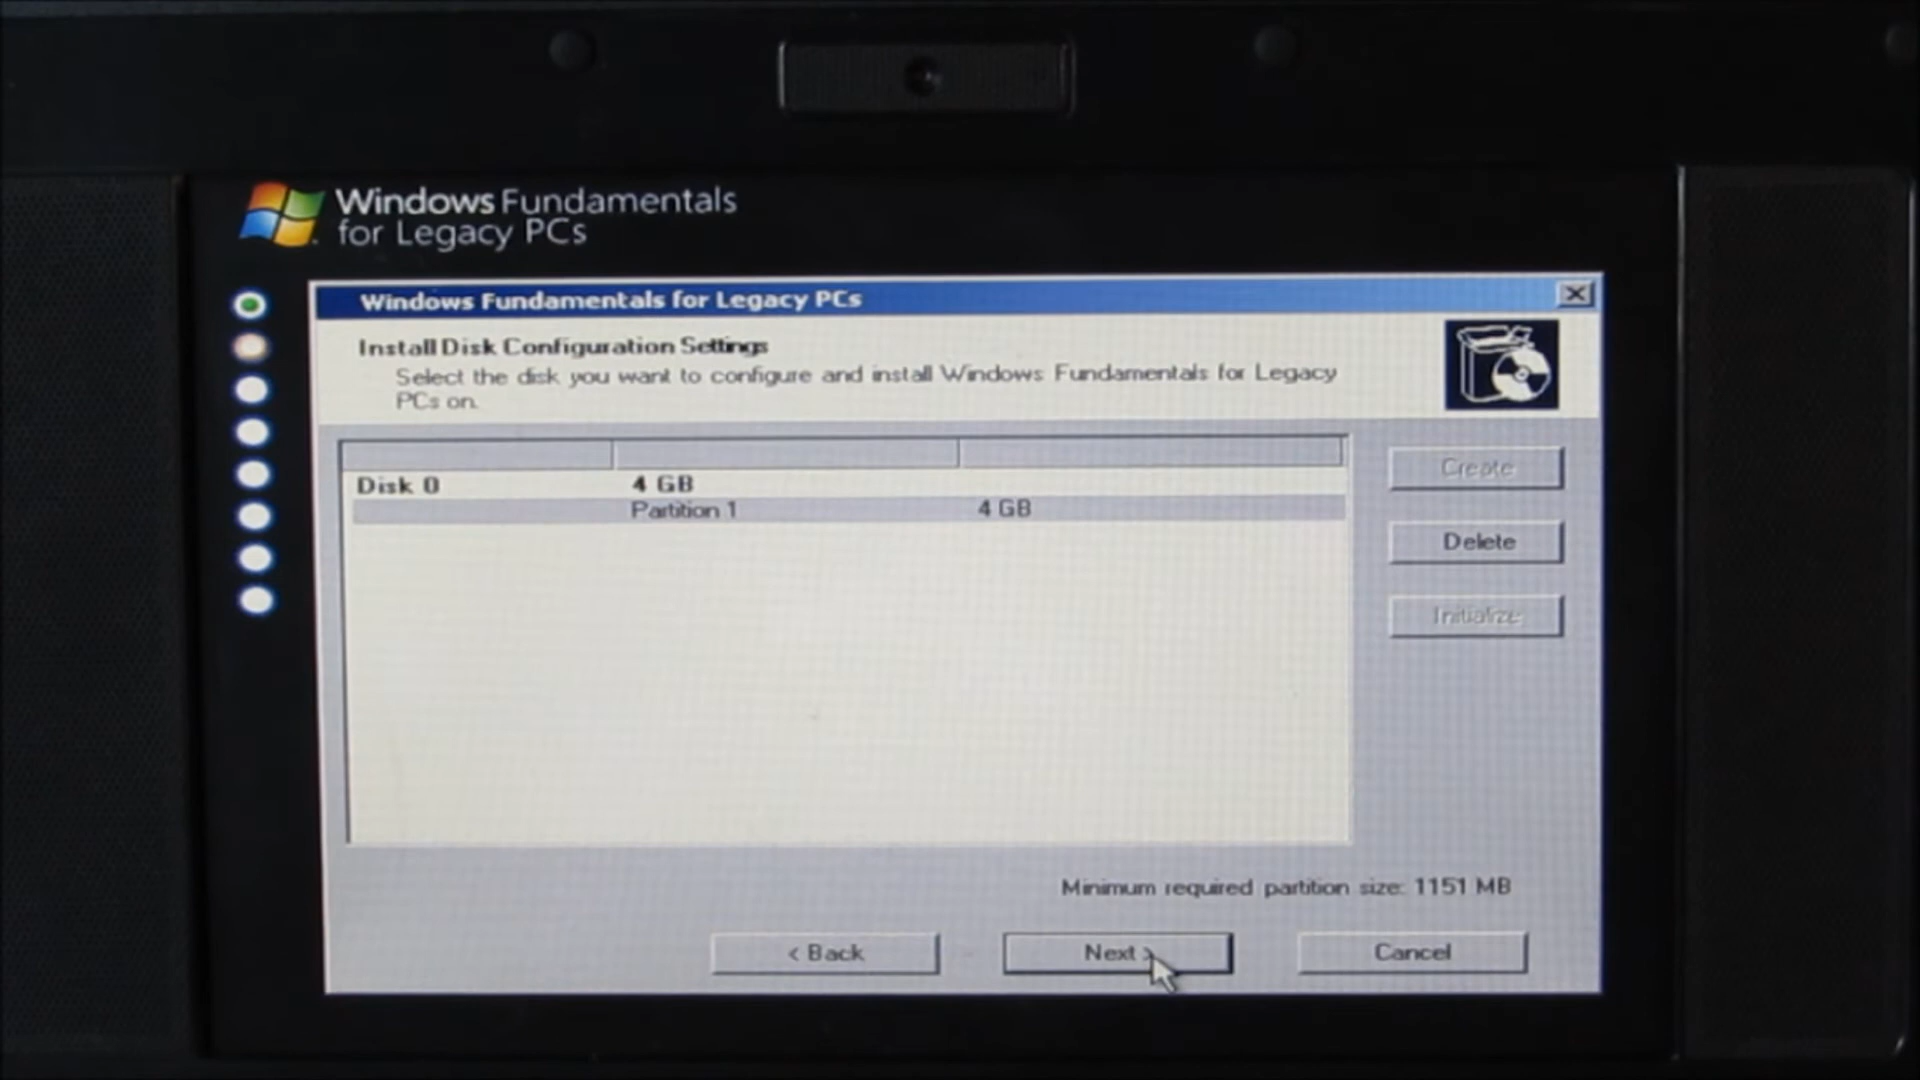 Windows Fundamentals
for Legacy PCs
Windows Fundamentals for Legacy PCs
Install Disk Configuration Settings
Select the disk you want to configure and install Windows Fundamentals for Legacy
PCs on.
Create
Disk 0 4 GB
Partition 1 4 GB
Delete
Initialize
Minimum required partition size: 1151 MB
< Back Next > Cancel